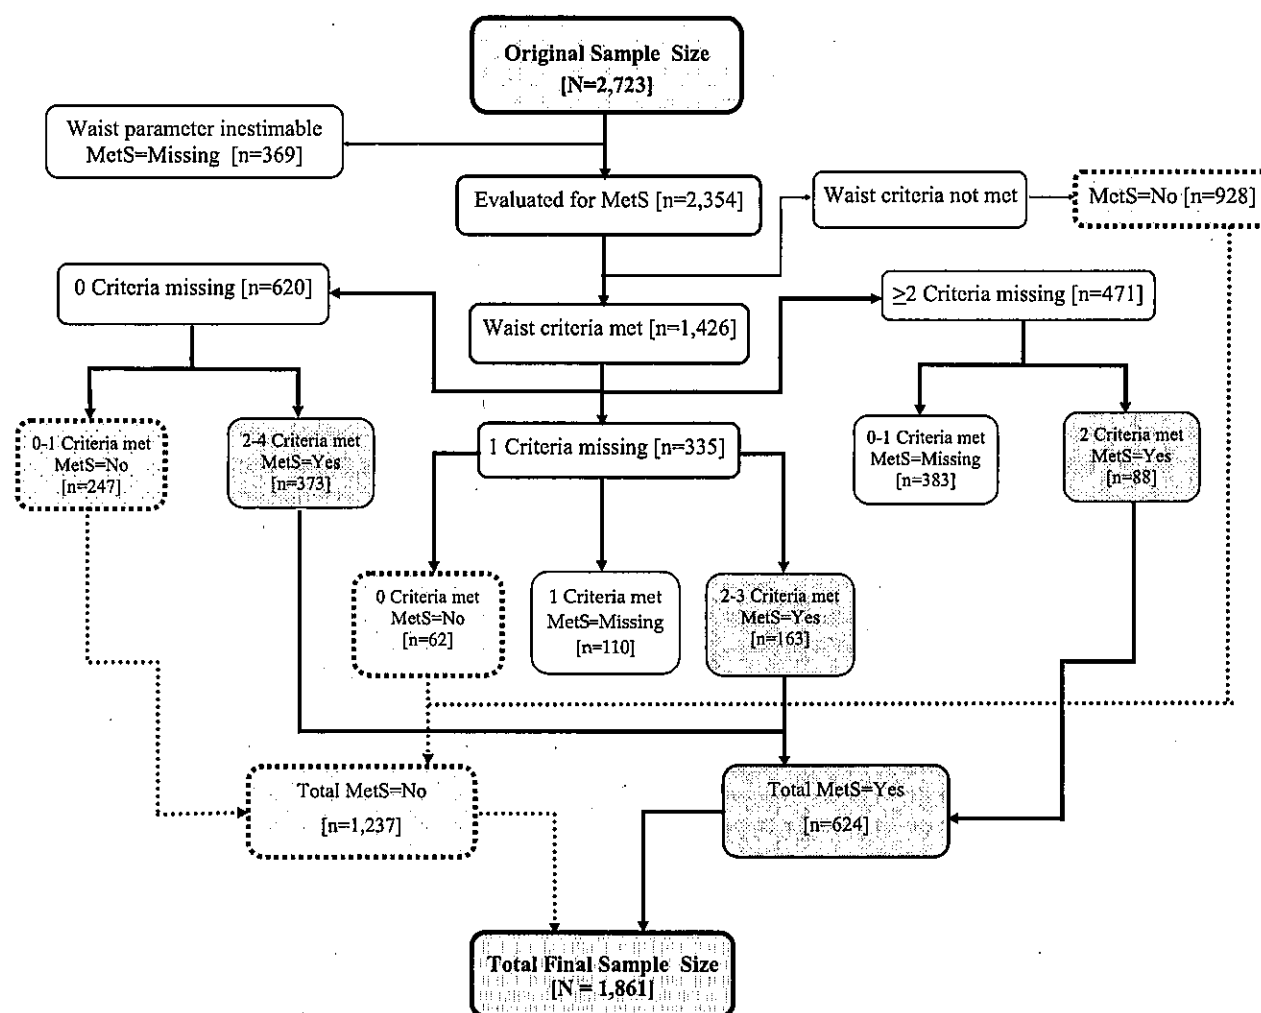 Original Sample Size
[N=2,723]
Waist parameter inestimable
MetS=Missing [n=369]
Evaluated for MetS [n=2,354]
Waist criteria not met
MetS=No [n=928]
0 Criteria missing [n=620]
Waist criteria met [n=1,426]
≥2 Criteria missing [n=471]
0-1 Criteria met
MetS=No
[n=247]
2-4 Criteria met
MetS=Yes
[n=373]
1 Criteria missing [n=335]
0-1 Criteria met
MetS=Missing
[n=383]
2 Criteria met
MetS=Yes
[n=88]
0 Criteria met
MetS=No
[n=62]
1 Criteria met
MetS=Missing
[n=110]
2-3 Criteria met
MetS=Yes
[n=163]
Total MetS=No
[n=1,237]
Total MetS=Yes
[n=624]
Total Final Sample Size
[N = 1,861]